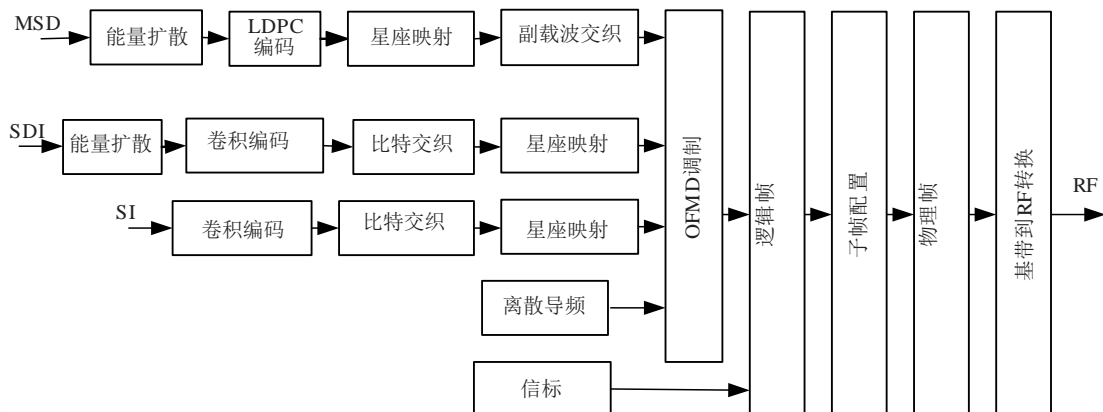 MSD
能量扩散
LDPC
编码
星座映射
副载波交织
SDI
能量扩散
卷积编码
比特交织
星座映射
SI
卷积编码
比特交织
星座映射
离散导频
信标
OFMD调制
逻辑帧
子帧配置
物理帧
基带到RF转换
RF